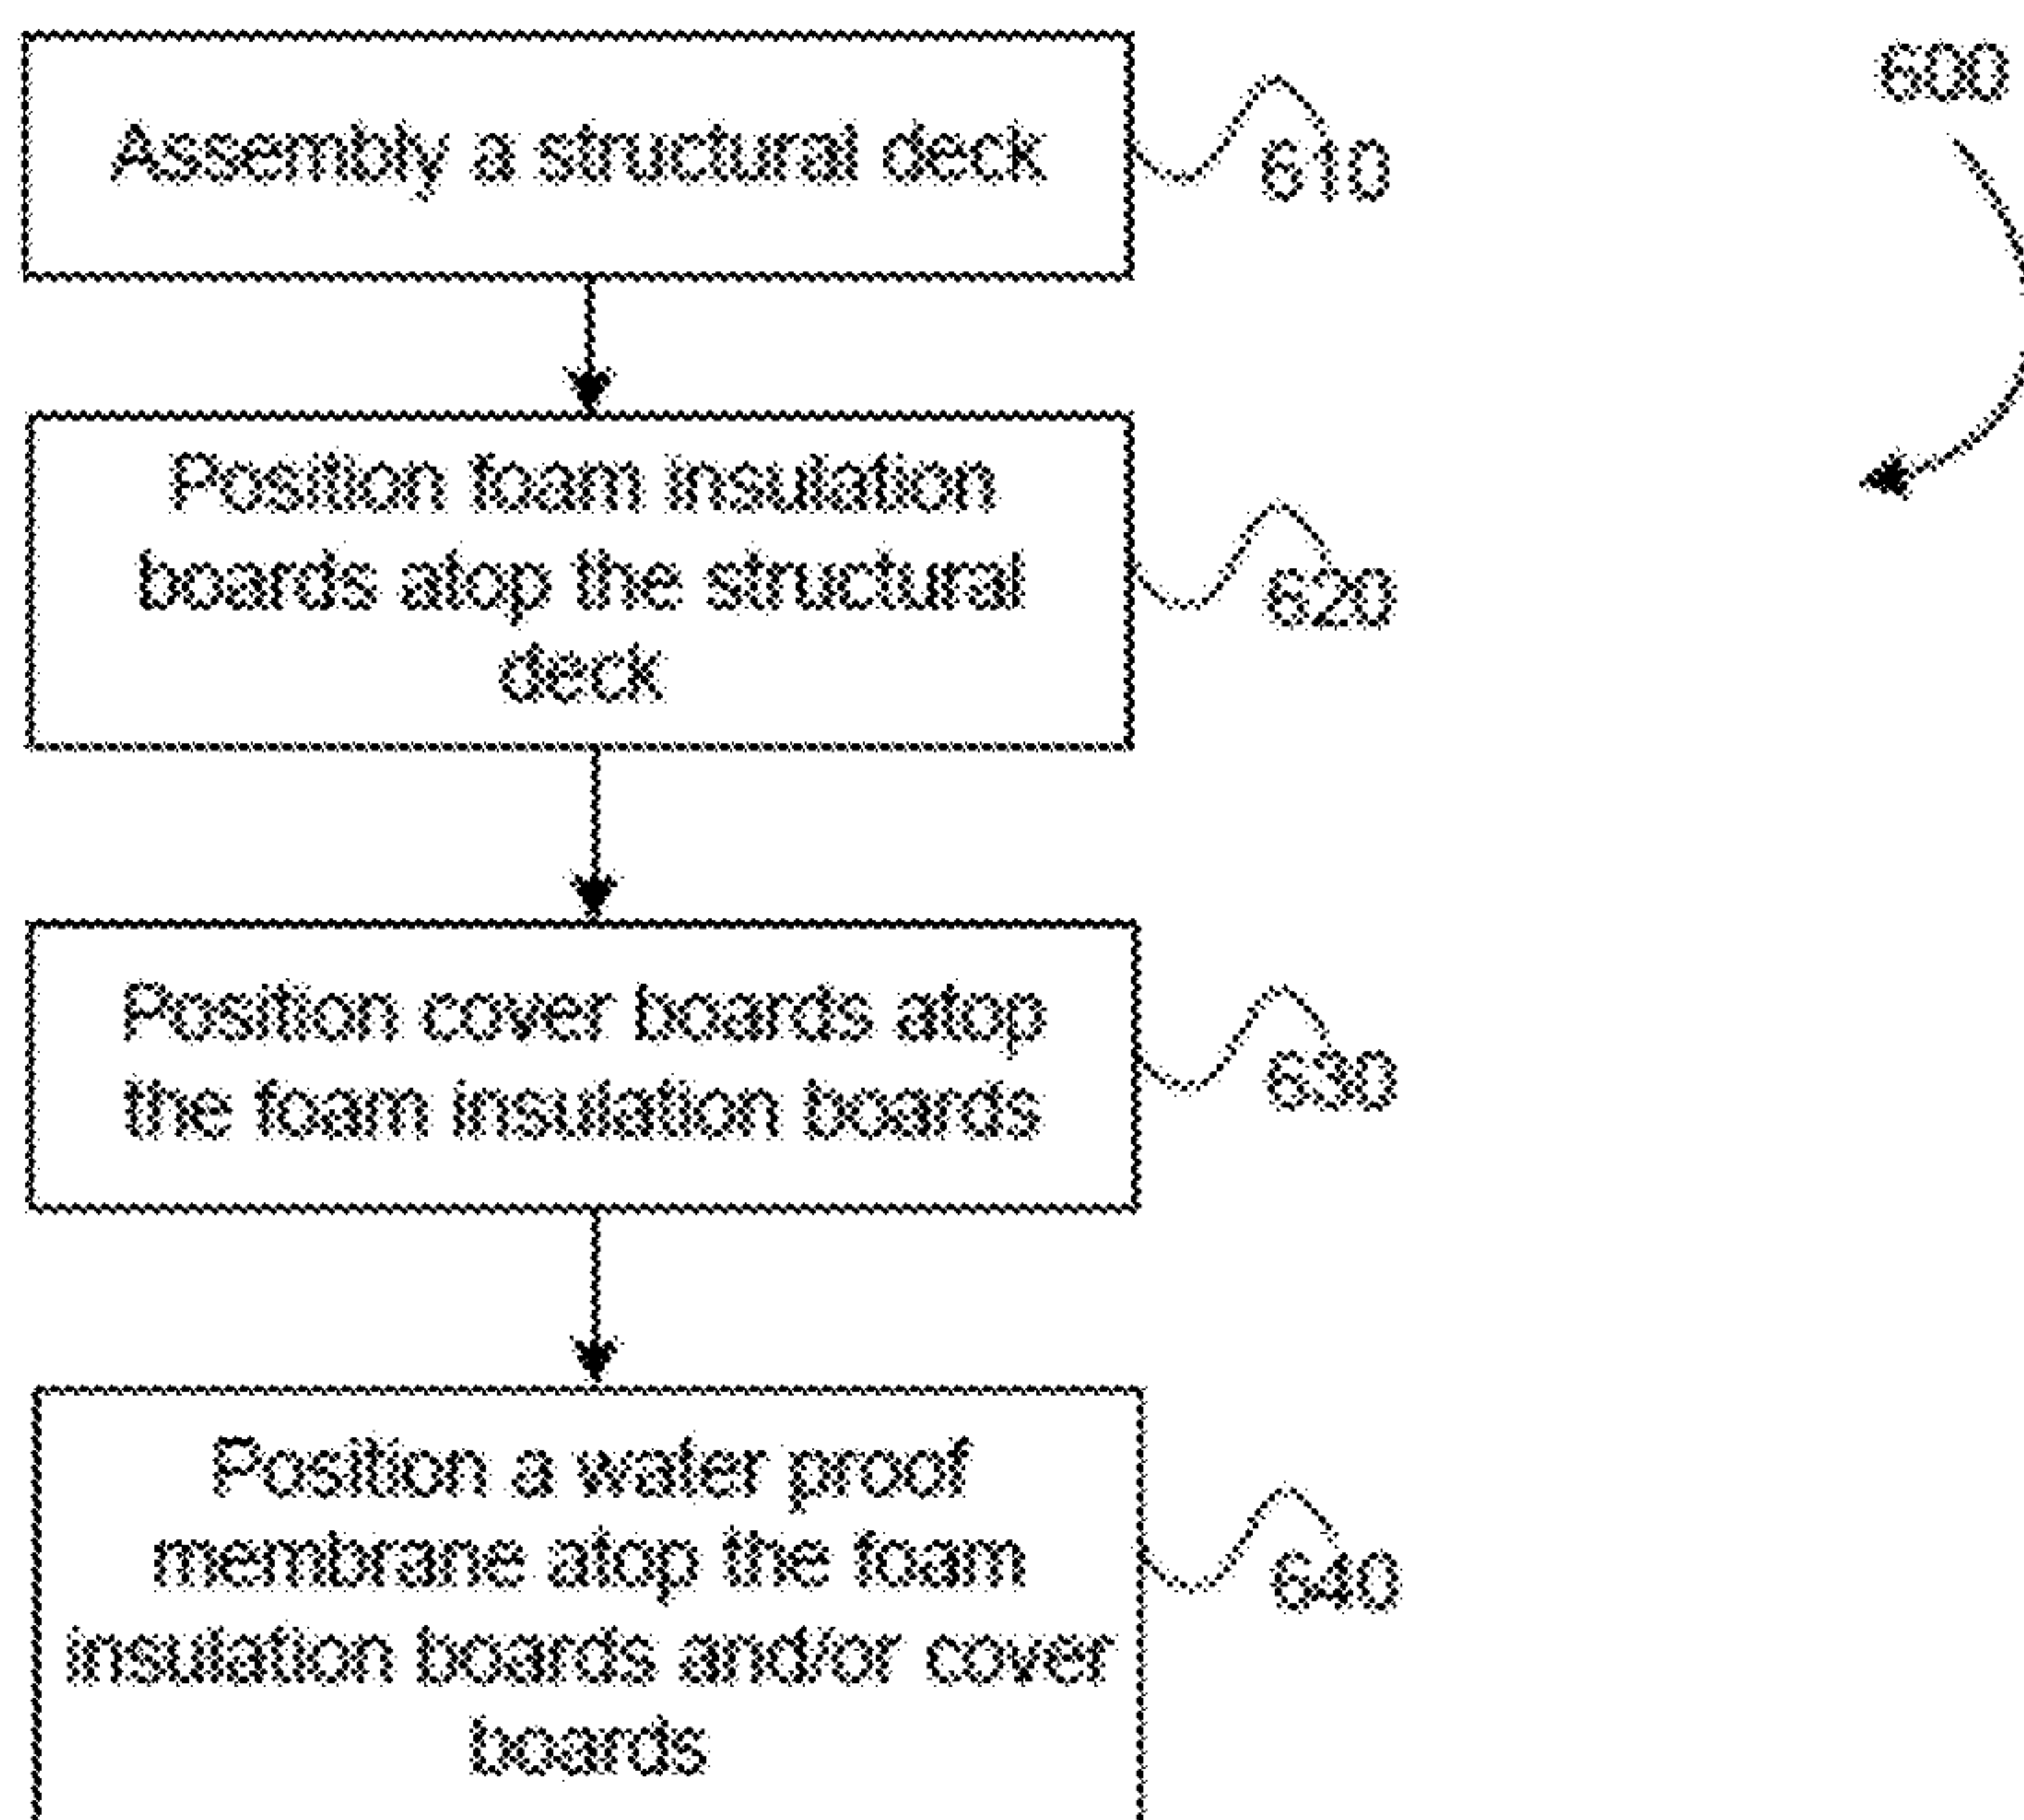 600
Assembly a structural deck
610
Position foam insulation
boards atop the structural
deck
620
Position cover boards atop
the foam insulation boards
630
Position a water proof
membrane atop the foam
insulation boards and/or cover
boards
640